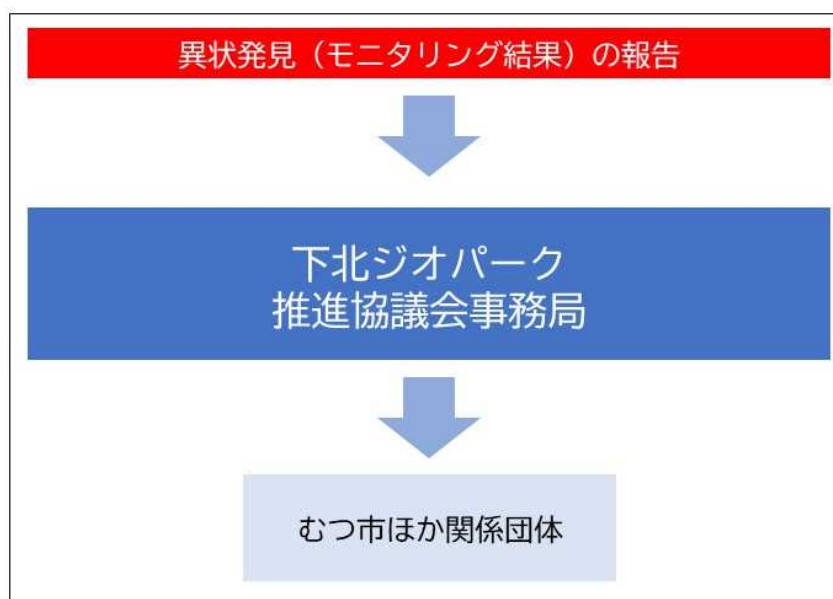 異状発見（モニタリング結果）の報告
下北ジオパーク
推進協議会事務局
むつ市ほか関係団体